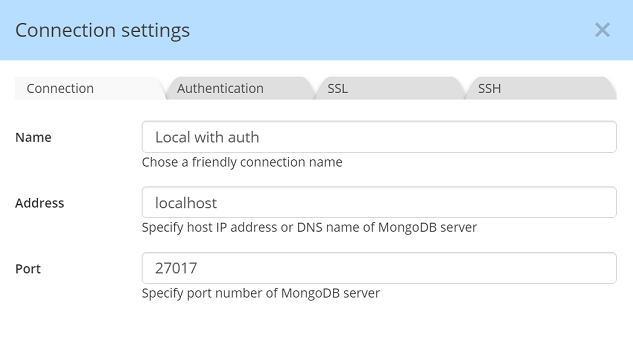 Connection settings
Connection Authentication SSL SSH
Name Local with auth
Chose a friendly connection name
Address localhost
Specify host IP address or DNS name of MongoDB server
Port 27017
Specify port number of MongoDB server